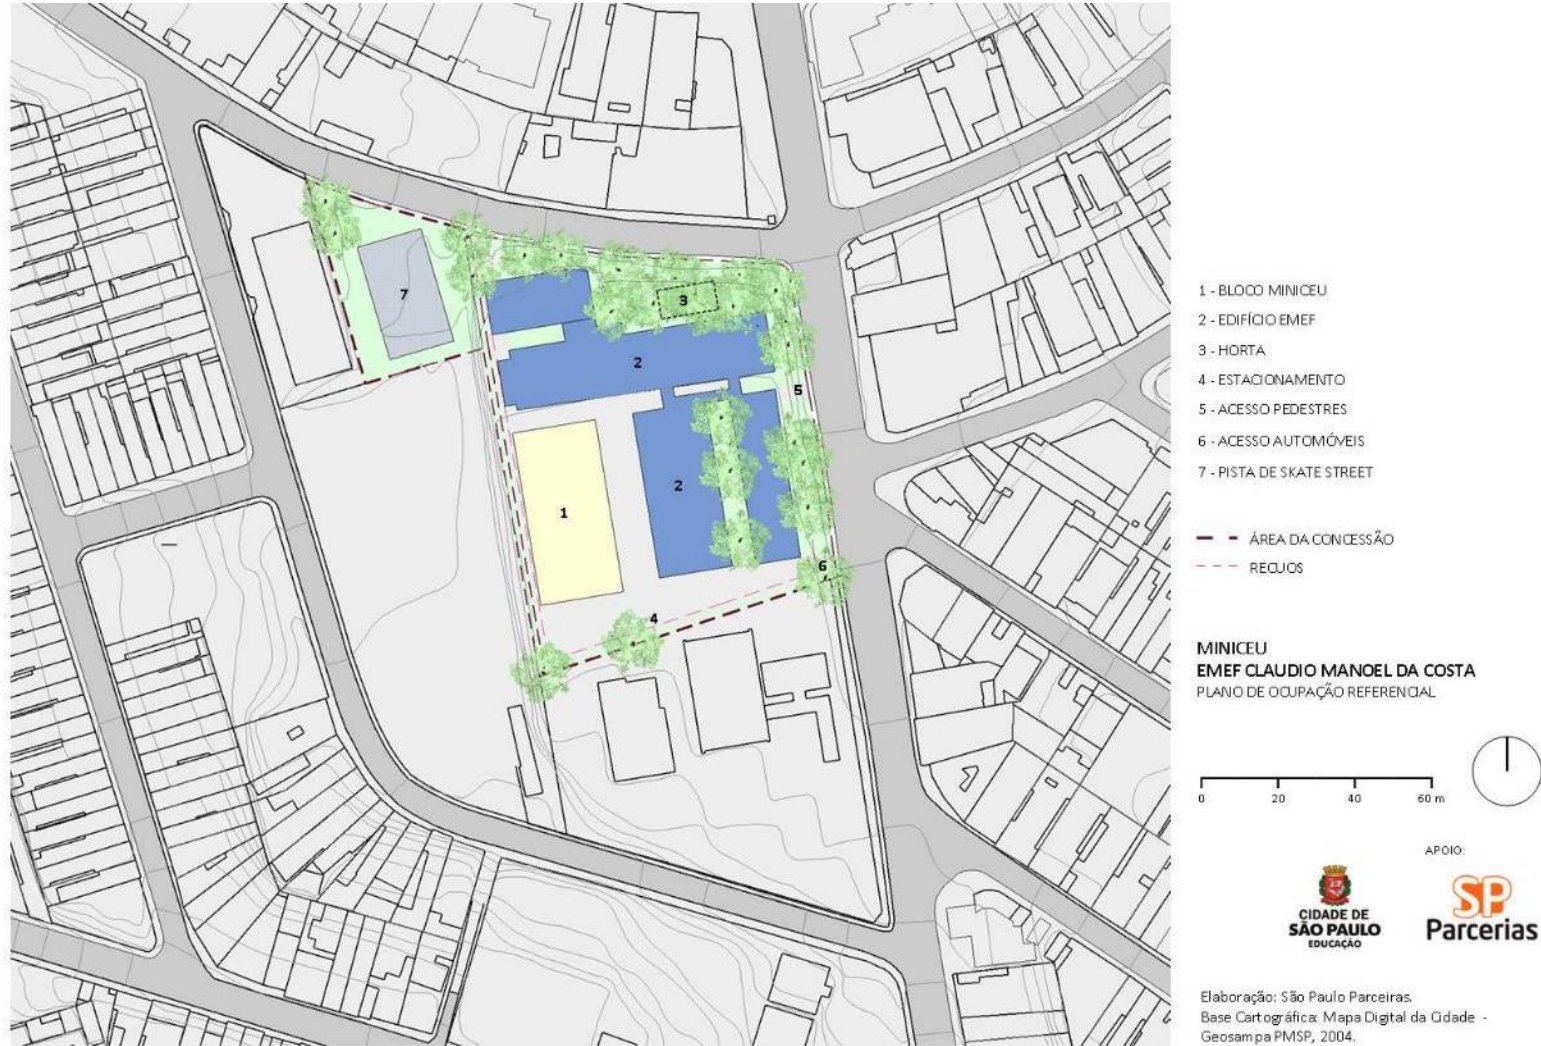 7
3
2
5
2
1
6
4
1 - BLOCO MINICEU
2 - EDIFÍCIO EMEF
3 - HORTA
4 - ESTACIONAMENTO
5 - ACESSO PEDESTRES
6 - ACESSO AUTOMÓVEIS
7 - PISTA DE SKATE STREET
ÁREA DA CONCESSÃO
RECUOS
MINICEU
EMEF CLAUDIO MANOEL DA COSTA
PLANO DE OCUPAÇÃO REFERENCIAL
0 20 40 60 m
APOIO:
CIDADE DE
SÃO PAULO
EDUCAÇÃO
SP
Parcerias
Elaboração: São Paulo Parceiras.
Base Cartográfica: Mapa Digital da Cidade -
Geosampa PMSP, 2004.